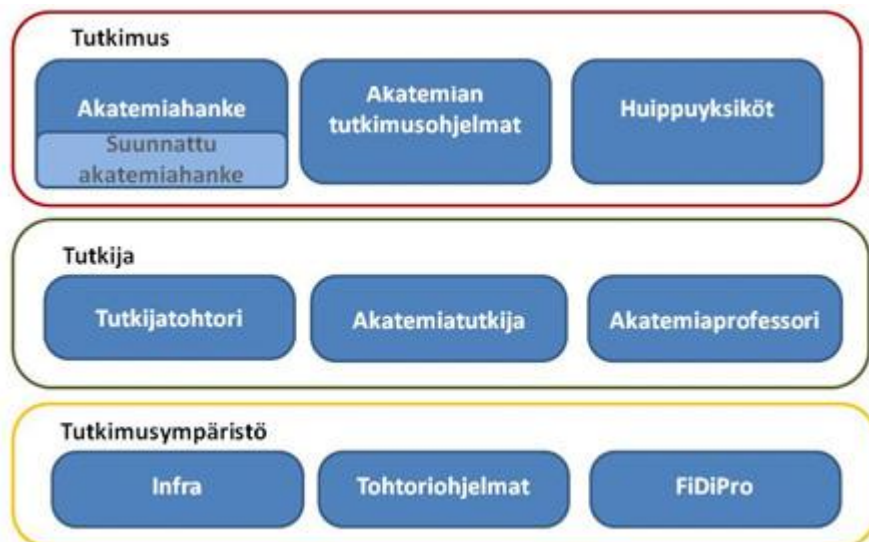 Tutkimus
Akatemiahanke
Suunnattu
akatemiahanke
Akatemian
tutkimusohjelmat
Huippuyksiköt
Tutkija
Tutkijatohtori
Akatemiatutkija
Akatemiaprofessori
Tutkimusympäristö
Infra
Tohtoriohjelmat
FiDiPro